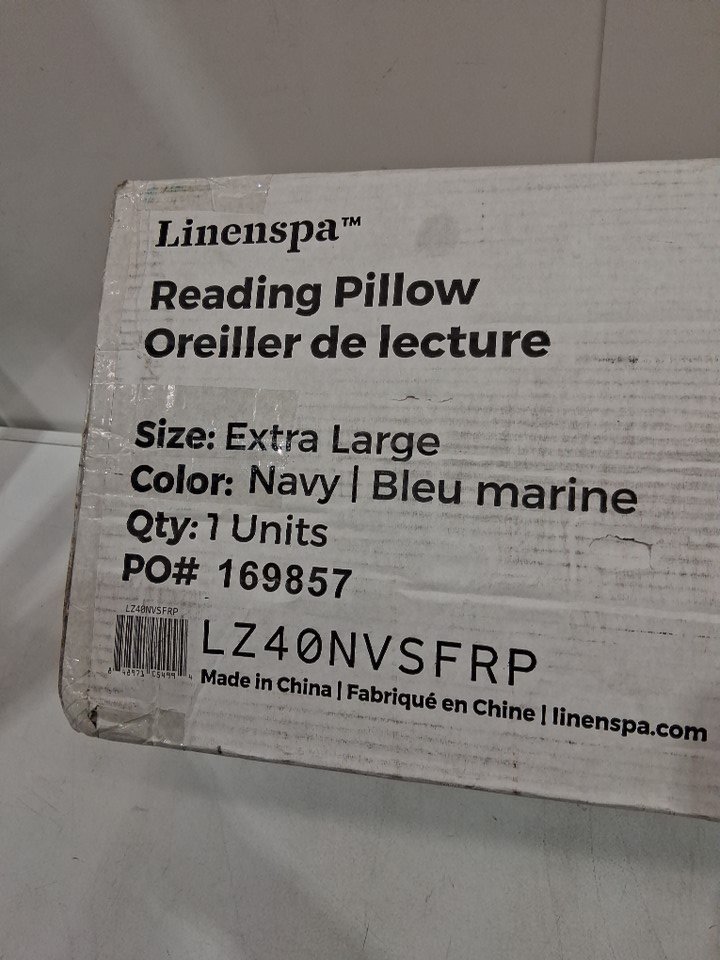 Linenspa™
Reading Pillow
Oreiller de lecture
Size: Extra Large
Color: Navy | Bleu marine
Qty: 1 Units
PO# 169857
LZ40NVSFRP
LZ40NVSFRP
Made in China | Fabriqué en Chine | linenspa.com